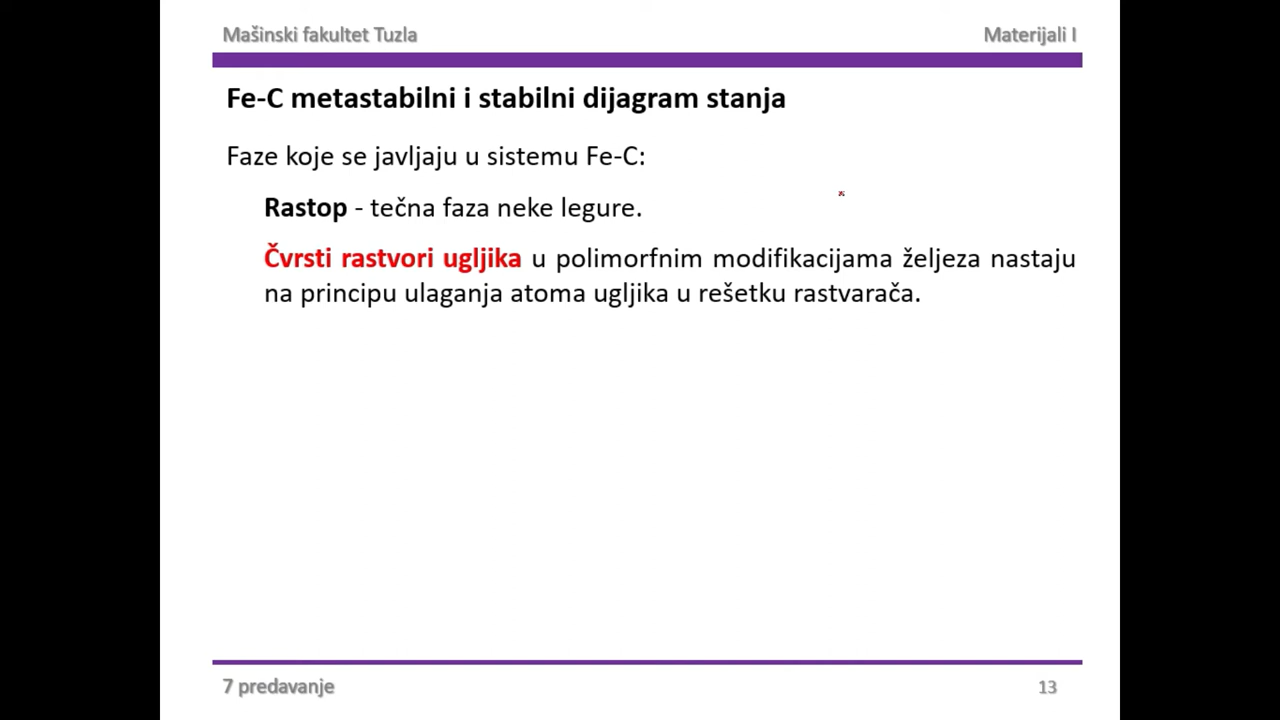 Mašinski fakultet Tuzla
Materijali I
Fe-C metastabilni i stabilni dijagram stanja
Faze koje se javljaju u sistemu Fe-C:
Rastop - tečna faza neke legure.
Čvrsti rastvori ugljika u polimorfnim modifikacijama željeza nastaju
na principu ulaganja atoma ugljika u rešetku rastvarača.
7 predavanje
13